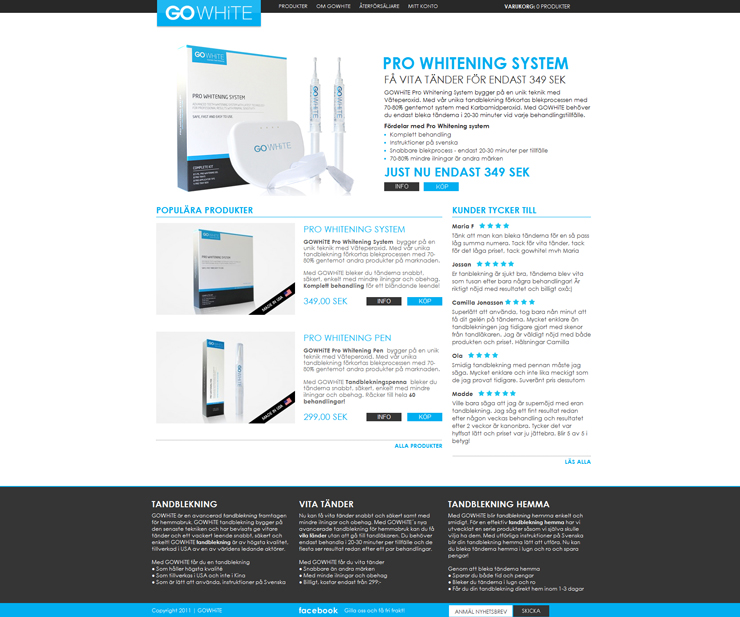 GOWHiTE
PRODUKTER OM GOWHiTE ÅTERFÖRSÄLJARE MITT KONTO
VARUKORG: 0 PRODUKTER
GOWHiTE
PRO WHITENING SYSTEM
SAFE, FAST AND EASY TO USE
COMPLETE KIT
GOWHiTE
GOWHiTE
PRO WHITENING SYSTEM
FÅ VITA TÄNDER FÖR ENDAST 349 SEK
GOWHiTE Pro Whitening System bygger på en unik teknik med
Väteperoxid. Med vår unika tandblekning förkortas blekprocessen med
70-80% gentemot system med Karbamidperoxid. Med GOWHiTE behöver
du endast bleka tänderna i 20-30 minuter vid varje behandlingstillfälle.
Fördelar med Pro Whitening system
Komplett behandling
Instruktioner på svenska
Snabbare blekprocess - endast 20-30 minuter per tillfälle
70-80% mindre ilningar än andra märken
JUST NU ENDAST 349 SEK
INFO KÖP
POPULÄRA PRODUKTER
PRO WHITENING SYSTEM
GOWHiTE Pro Whitening System bygger på en
unik teknik med Väteperoxid. Med vår unika
tandblekning förkortas blekprocessen med 70-
80% gentemot andra produkter på marknaden.
Med GOWHiTE bleker du tänderna snabbt,
säkert, enkelt med mindre ilningar och obehag.
Komplett behandling för ett bländande leende!
MADE IN USA
349,00 SEK INFO KÖP
PRO WHITENING PEN
GOWHiTE Pro Whitening Pen bygger på en unik
teknik med Väteperoxid. Med vår unika
tandblekning förkortas blekprocessen med 70-
80% gentemot andra produkter på marknaden.
Med GOWHiTE Tandblekningspenna bleker du
tänderna snabbt, säkert, enkelt med mindre
ilningar och obehag. Räcker till hela 60
behandlingar!
MADE IN USA
299,00 SEK INFO KÖP
ALLA PRODUKTER
KUNDER TYCKER TILL
Maria F
Tänk att man kan bleka tänderna för en så pass
låg summa numera. Tack för vita tänder, tack
för det låga priset, tack gowhite! mvh Maria
Jossan
Er tanblekning är sjukt bra, tänderna blev vita
som tusan efter bara några behandlingar! Är
riktigt nöjd med resultatet och billigt oxå!;)
Camilla Jonasson
Superlätt att använda, tog bara nån minut att
få dit gelén på tänderna. Mycket enklare än
tandblekningen jag tidigare gjort med skenor
från tandläkaren. Jag är väldigt nöjd med både
produkten och priset. Hälsningar Camilla
Ola
Smidig tandblekning med pennan måste jag
säga. Mycket enklare och inte lika meckigt som
de jag provat tidigare. Suveränt pris dessutom
Madde
Ville bara säga att jag är supernöjd med eran
tandblekning. Jag såg ett fint resultat redan
efter någon veckas behandling och resultatet
efter 2 veckor är kanonbra. Tycker det var
hyffsat lätt och priset var ju jättebra. Blir 5 av 5 i
betyg!
LÄS ALLA
TANDBLEKNING
GOWHiTE är en avancerad tandblekning framtagen
för hemmabruk. GOWHiTE tandblekning bygger på
den senaste tekniken och har bevisats ge vitare
tänder och ett vackert leende snabbt, säkert och
enkelt! GOWHiTE tandblekning är av högsta kvalitet,
tillverkad i USA av en av världens ledande aktörer.
Med GOWHiTE får du en tandblekning
● Som håller högsta kvalité
● Som tillverkas i USA och inte i Kina
● Som är lätt att använda, instruktioner på Svenska
VITA TÄNDER
Nu kan få vita tänder snabbt och säkert samt med
mindre ilningar och obehag. Med GOWHiTE´s nya
avancerade tandblekning för hemmabruk kan du få
vita tänder utan att gå till tandläkaren. Du behöver
endast behandla i 20-30 minuter per tillfälle och de
flesta ser resultat redan efter ett par behandlingar.
Med GOWHiTE får du vita tänder
● Snabbare än andra märken
● Med minde ilningar och obehag
● Billigt, kostar endast från 299:-
TANDBLEKNING HEMMA
Med GOWHiTE blir tandblekning hemma enkelt och
smidigt. För en effektiv tandblekning hemma har vi
utvecklat en serie produkter såsom vi själva skulle
vilja ha dem. Med utförliga instruktioner på Svenska
blir din tandblekning hemma lätt att utföra. Nu kan
du bleka tänderna hemma i lugn och ro och spara
pengar!
Genom att bleka tänderna hemma
● Sparar du både tid och pengar
● Bleker du tänderna i lugn och ro
● Får du din tandblekning direkt hem inom 1-3 dagar
Copyright 2011 | GOWHiTE
facebook Gilla oss och få fri frakt!
ANMÄL NYHETSBREV SKICKA